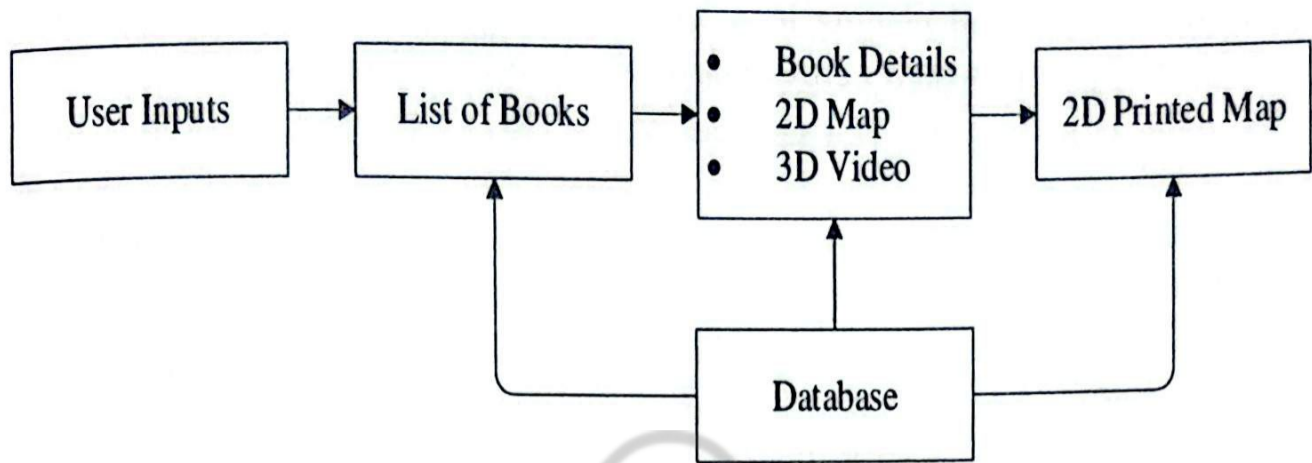 User Inputs
List of Books
• Book Details
• 2D Map
• 3D Video
2D Printed Map
Database